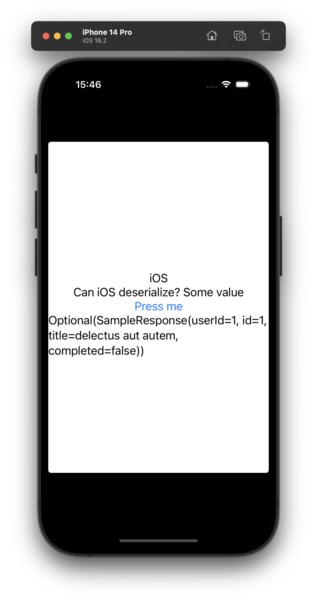 iPhone 14 Pro
iOS 16.2
15:46
iOS
Can iOS deserialize? Some value
Press me
Optional(SampleResponse(userId=1, id=1,
title=delectus aut autem,
completed=false))